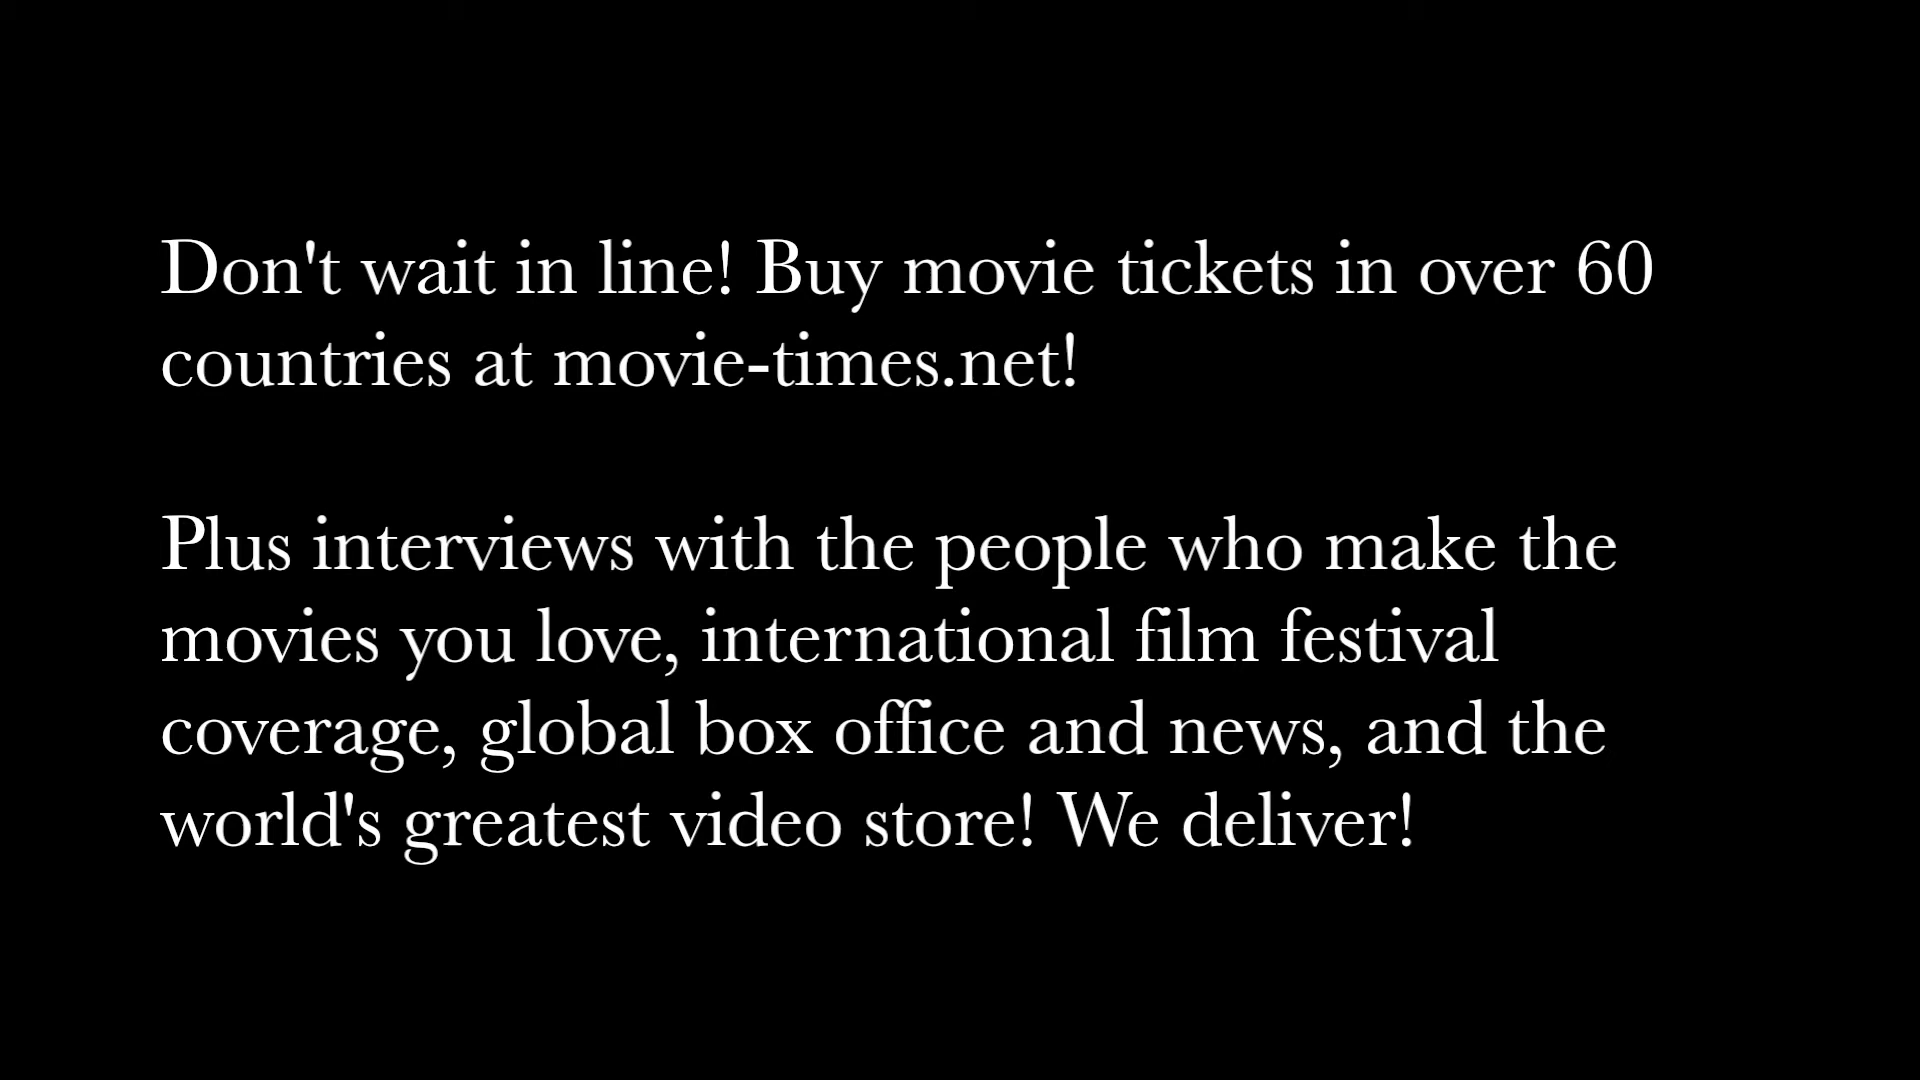 Don't wait in line! Buy movie tickets in over 60
countries at movie-times.net!
Plus interviews with the people who make the
movies you love, international film festival
coverage, global box office and news, and the
world's greatest video store! We deliver!